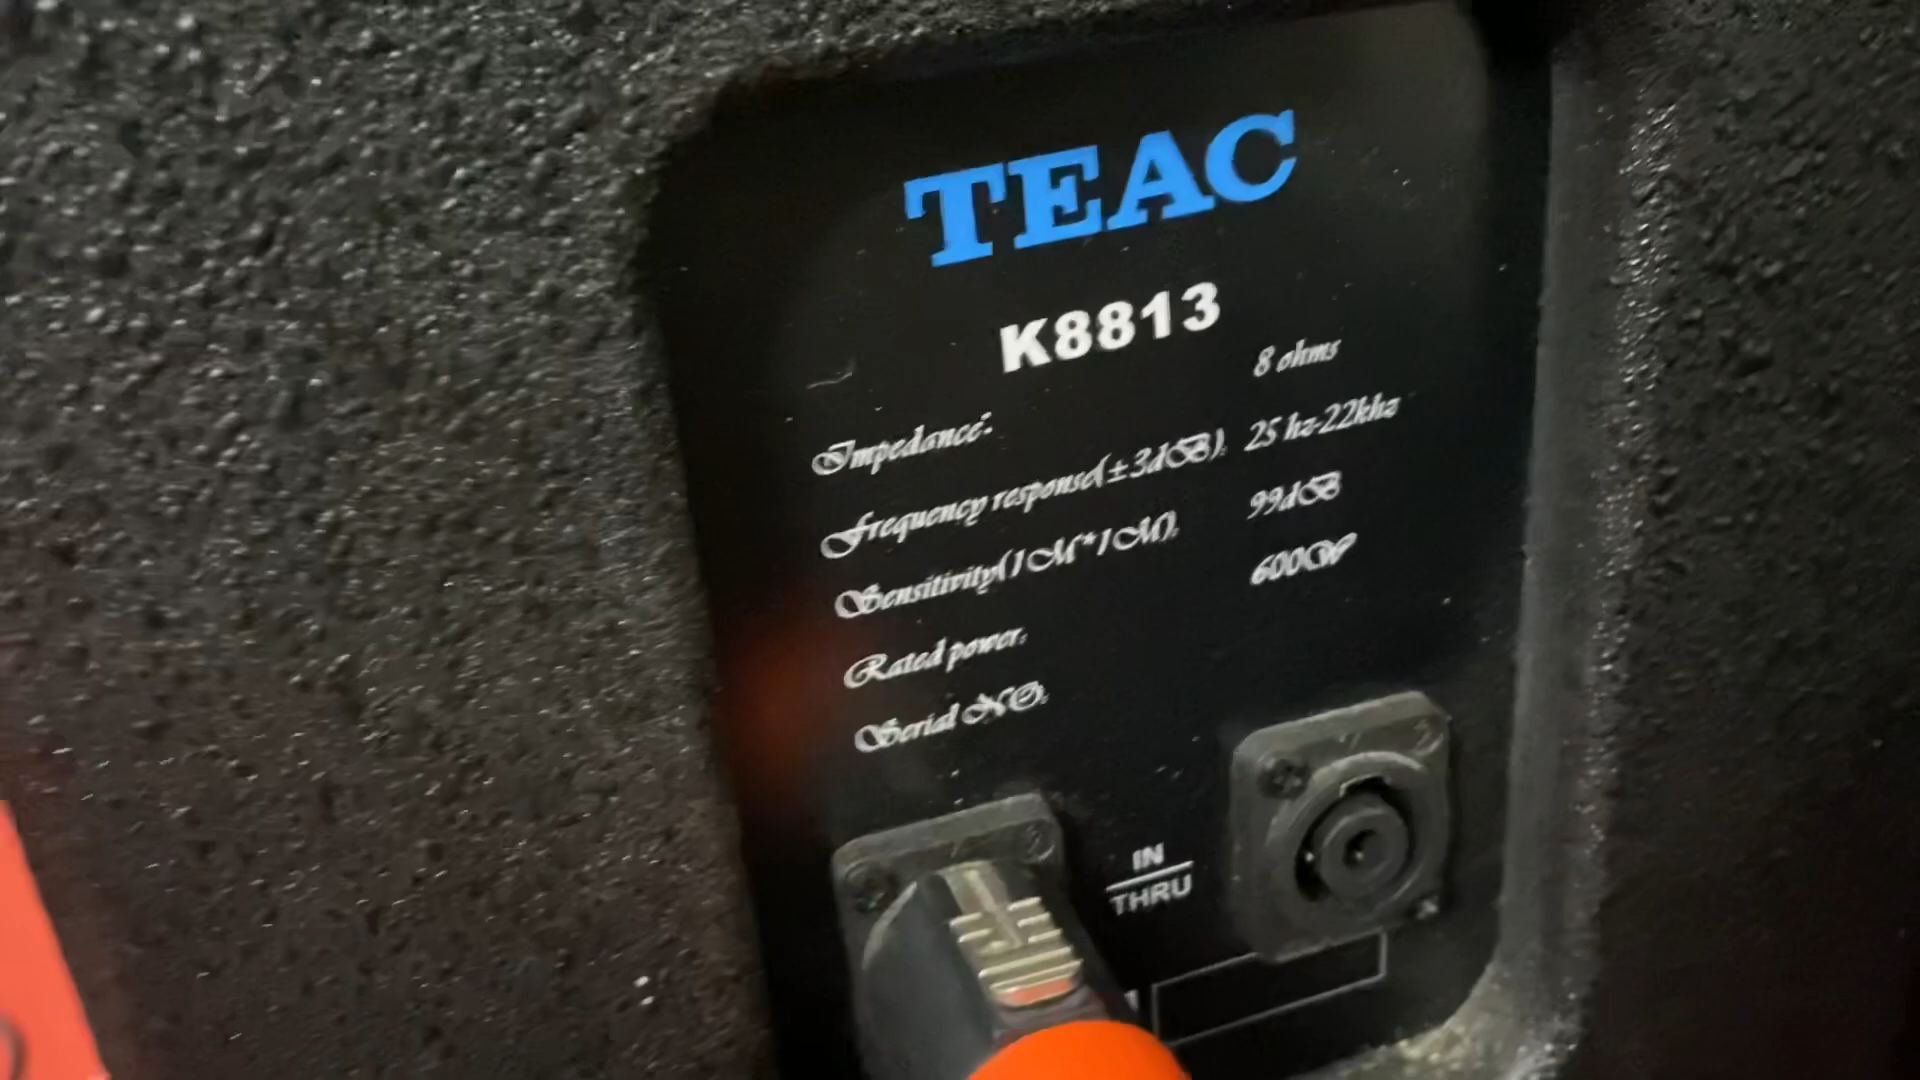 TEAC
K8813
Impedance: 8 ohms
Frequency response(±3dB): 25 hz-22khz
Sensitivity(1M*1M): 99dB
Rated power: 600W
Serial NO:
IN
THRU